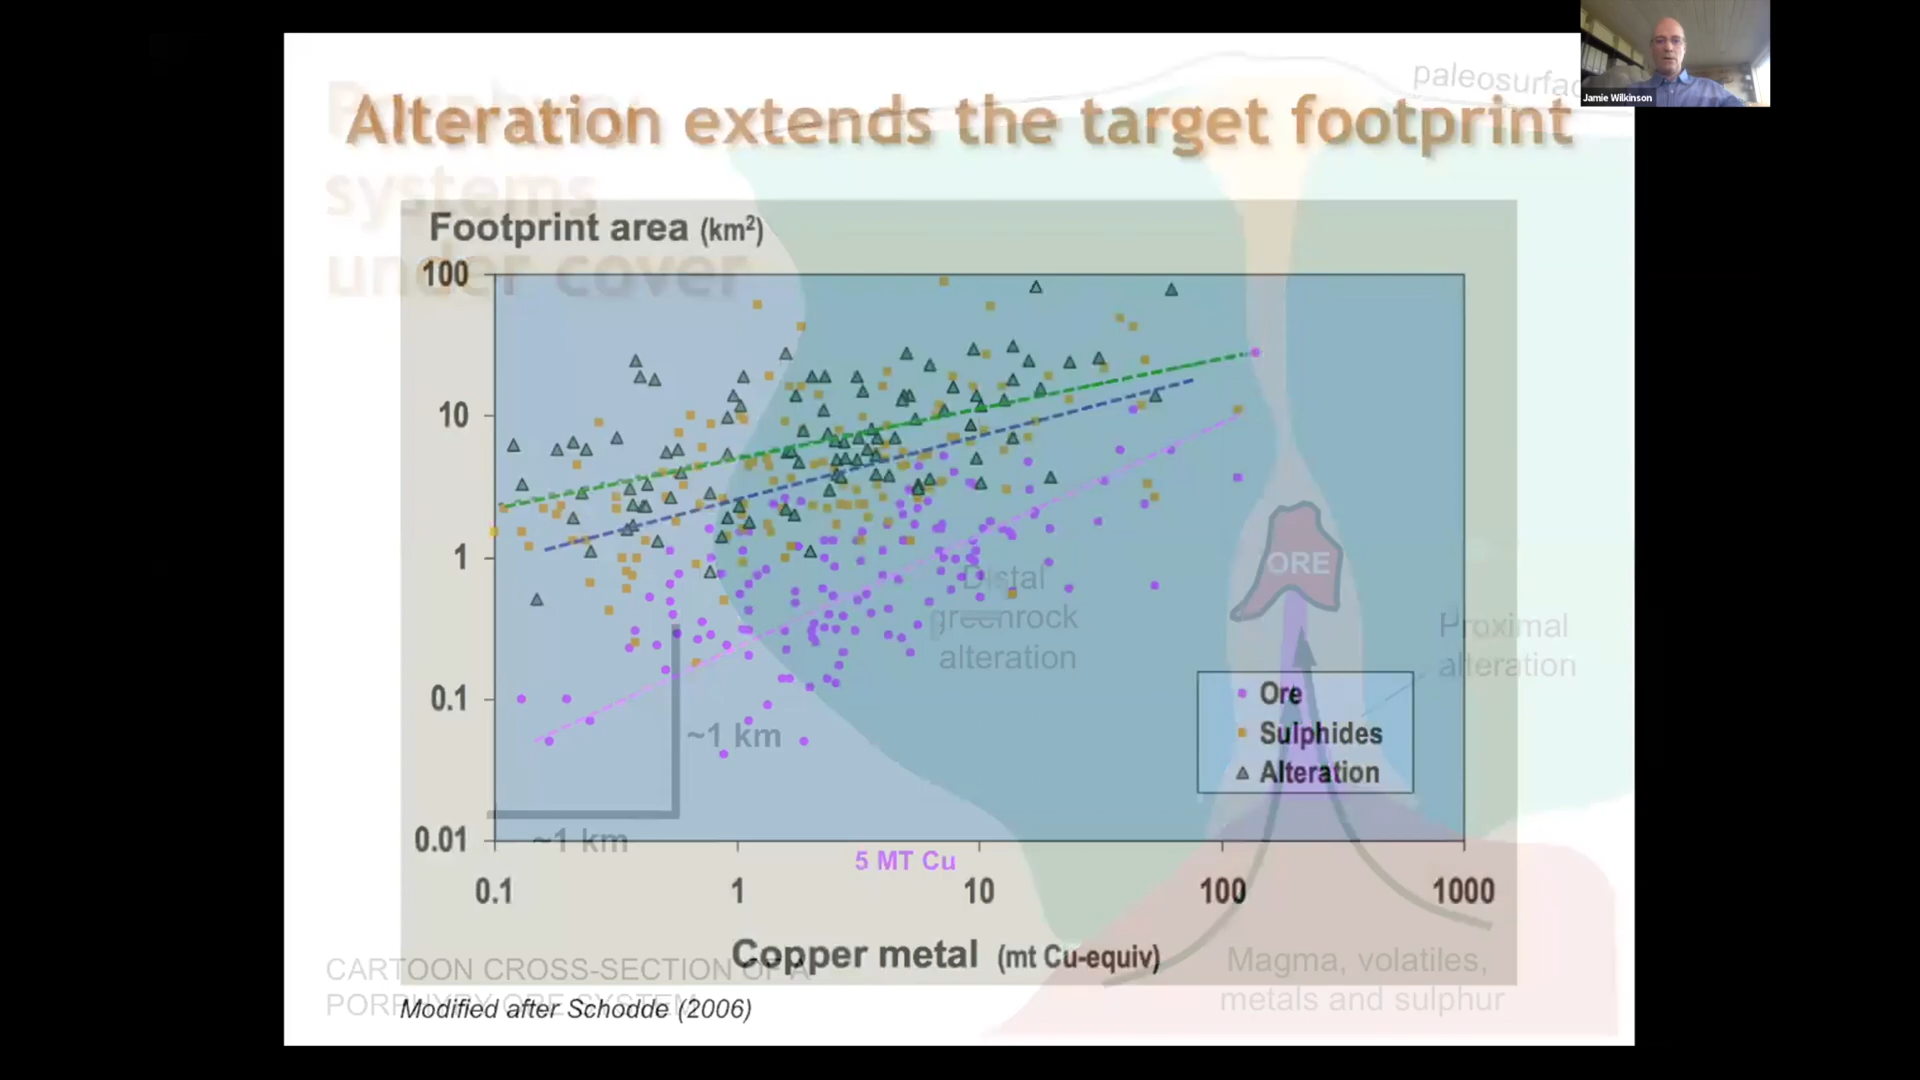 paleosurfac
Jamie Wilkinson
Alteration extends the target footprint
systems
under cover
Footprint area (km²)
100
10
1
0.1
0.01
Distal
greenrock
alteration
ORE
Proximal
alteration
Ore
Sulphides
Alteration
~1 km
~1 km
5 MT Cu
0.1
1
10
100
1000
Copper metal (mt Cu-equiv)
CARTOON CROSS-SECTION OF A
PORPHYRY ORE SYSTEM
Modified after Schodde (2006)
Magma, volatiles,
metals and sulphur